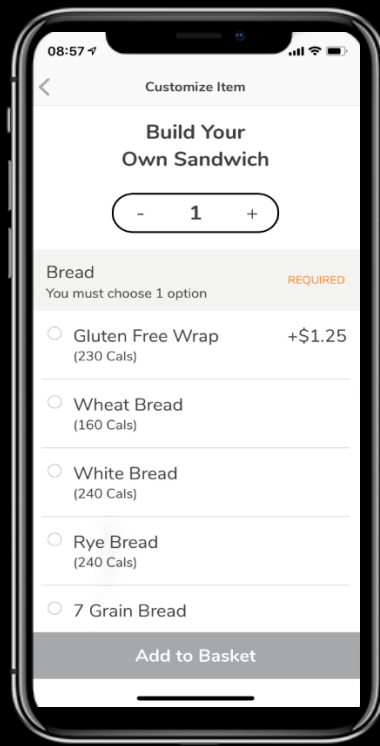 08:57
Customize Item
Build Your
Own Sandwich
- 1 +
Bread
REQUIRED
You must choose 1 option
Gluten Free Wrap +$1.25
(230 Cals)
Wheat Bread
(160 Cals)
White Bread
(240 Cals)
Rye Bread
(240 Cals)
7 Grain Bread
Add to Basket